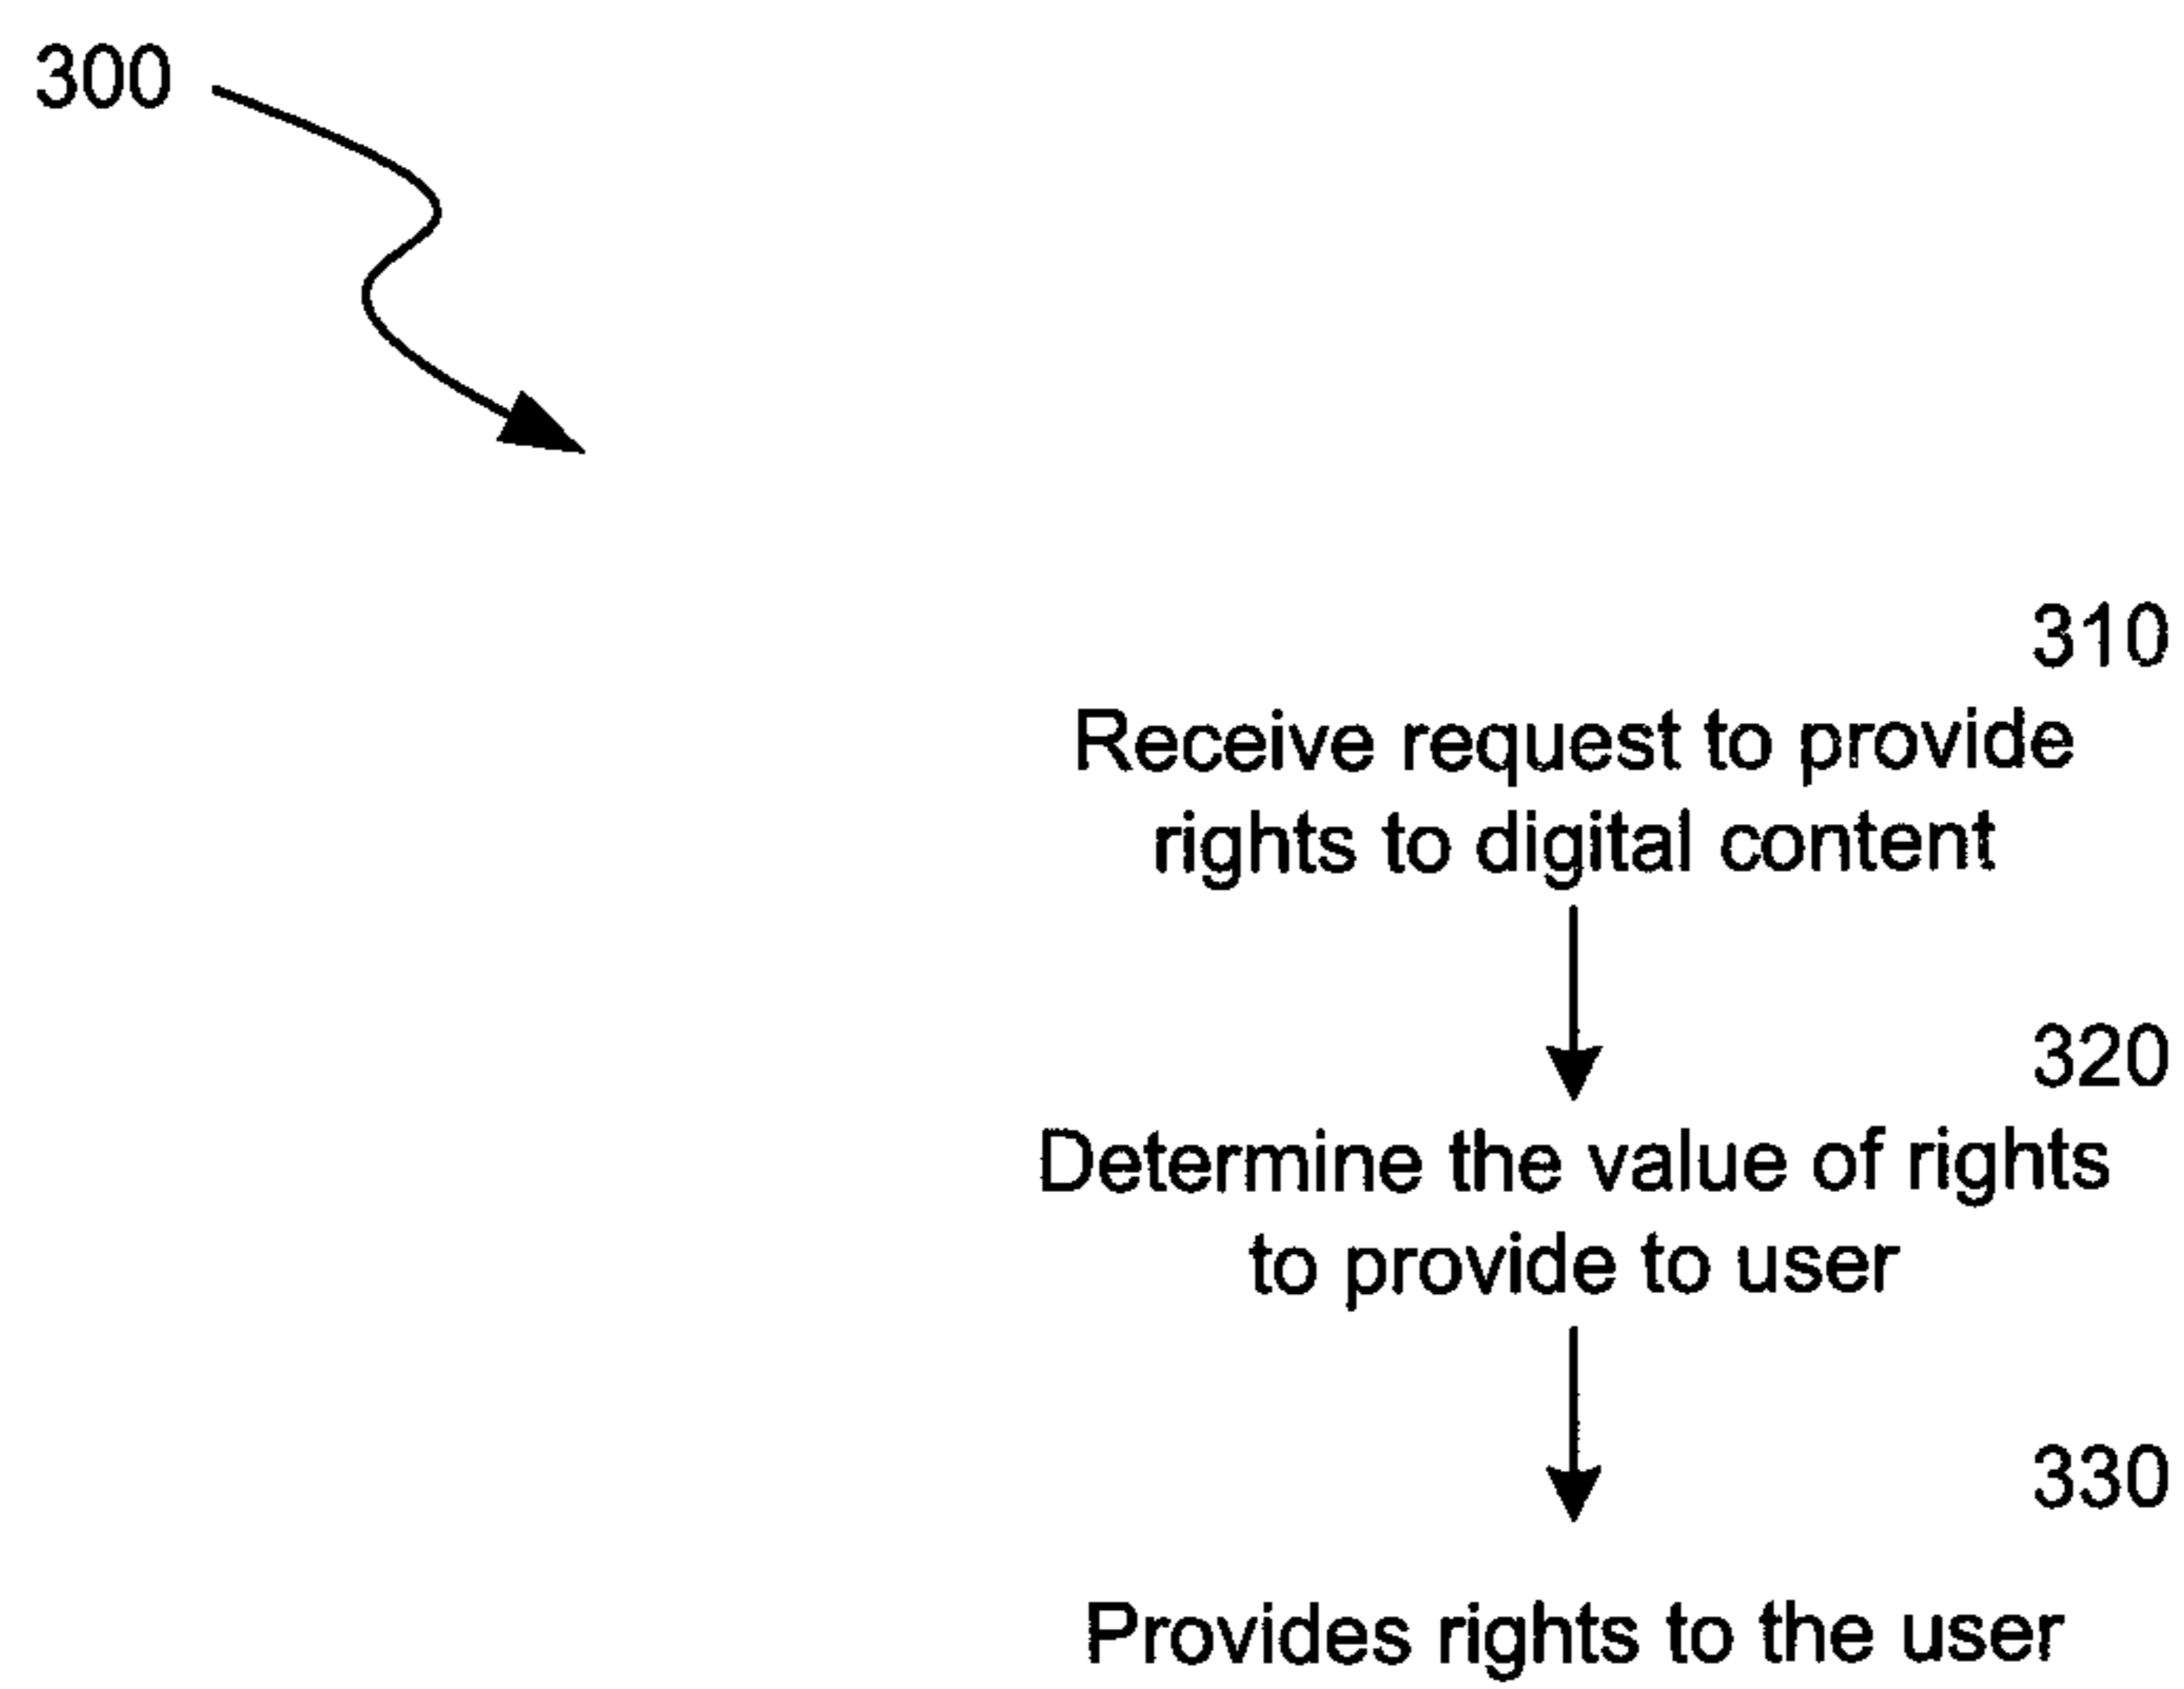 300
310
Receive request to provide
rights to digital content
320
Determine the value of rights
to provide to user
330
Provides rights to the user